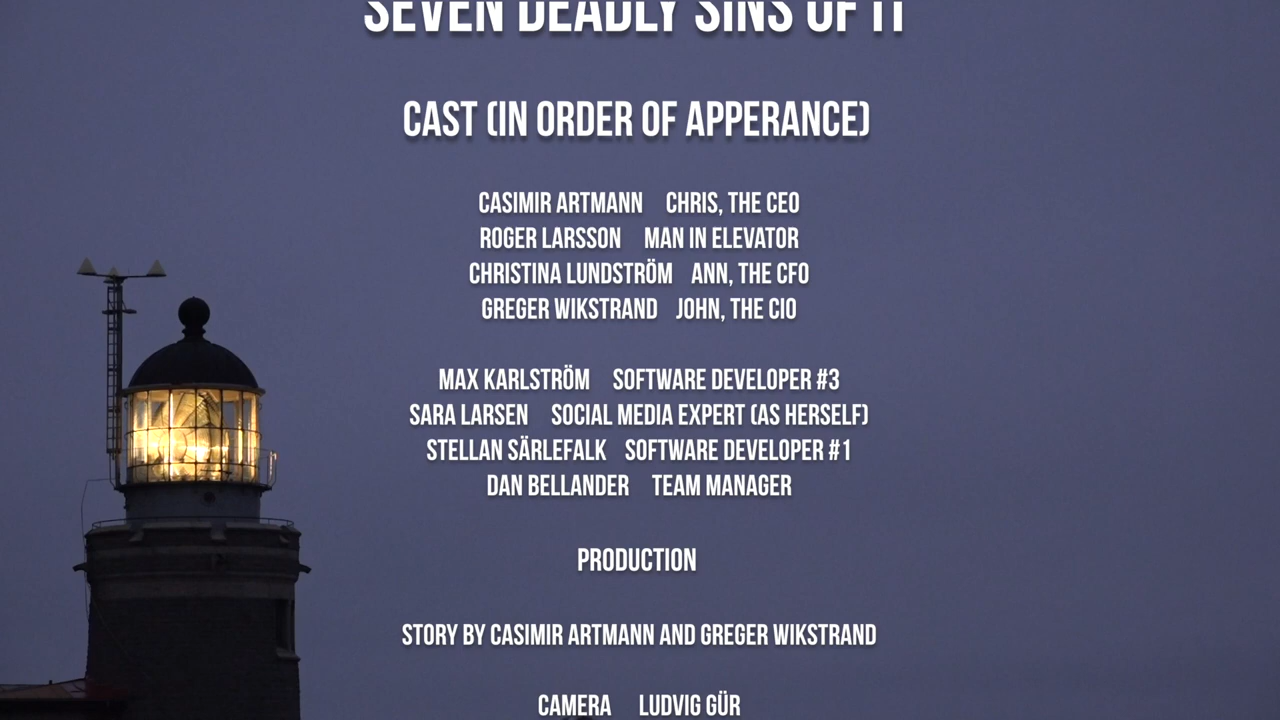 SEVEN DEADLY SINS OF IT
CAST (IN ORDER OF APPERANCE)
CASIMIR ARTMANN CHRIS, THE CEO
ROGER LARSSON MAN IN ELEVATOR
CHRISTINA LUNDSTRÖM ANN, THE CFO
GREGER WIKSTRAND JOHN, THE CIO
MAX KARLSTRÖM SOFTWARE DEVELOPER #3
SARA LARSEN SOCIAL MEDIA EXPERT (AS HERSELF)
STELLAN SÄRLEFALK SOFTWARE DEVELOPER #1
DAN BELLANDER TEAM MANAGER
PRODUCTION
STORY BY CASIMIR ARTMANN AND GREGER WIKSTRAND
CAMERA LUDVIG GÜR